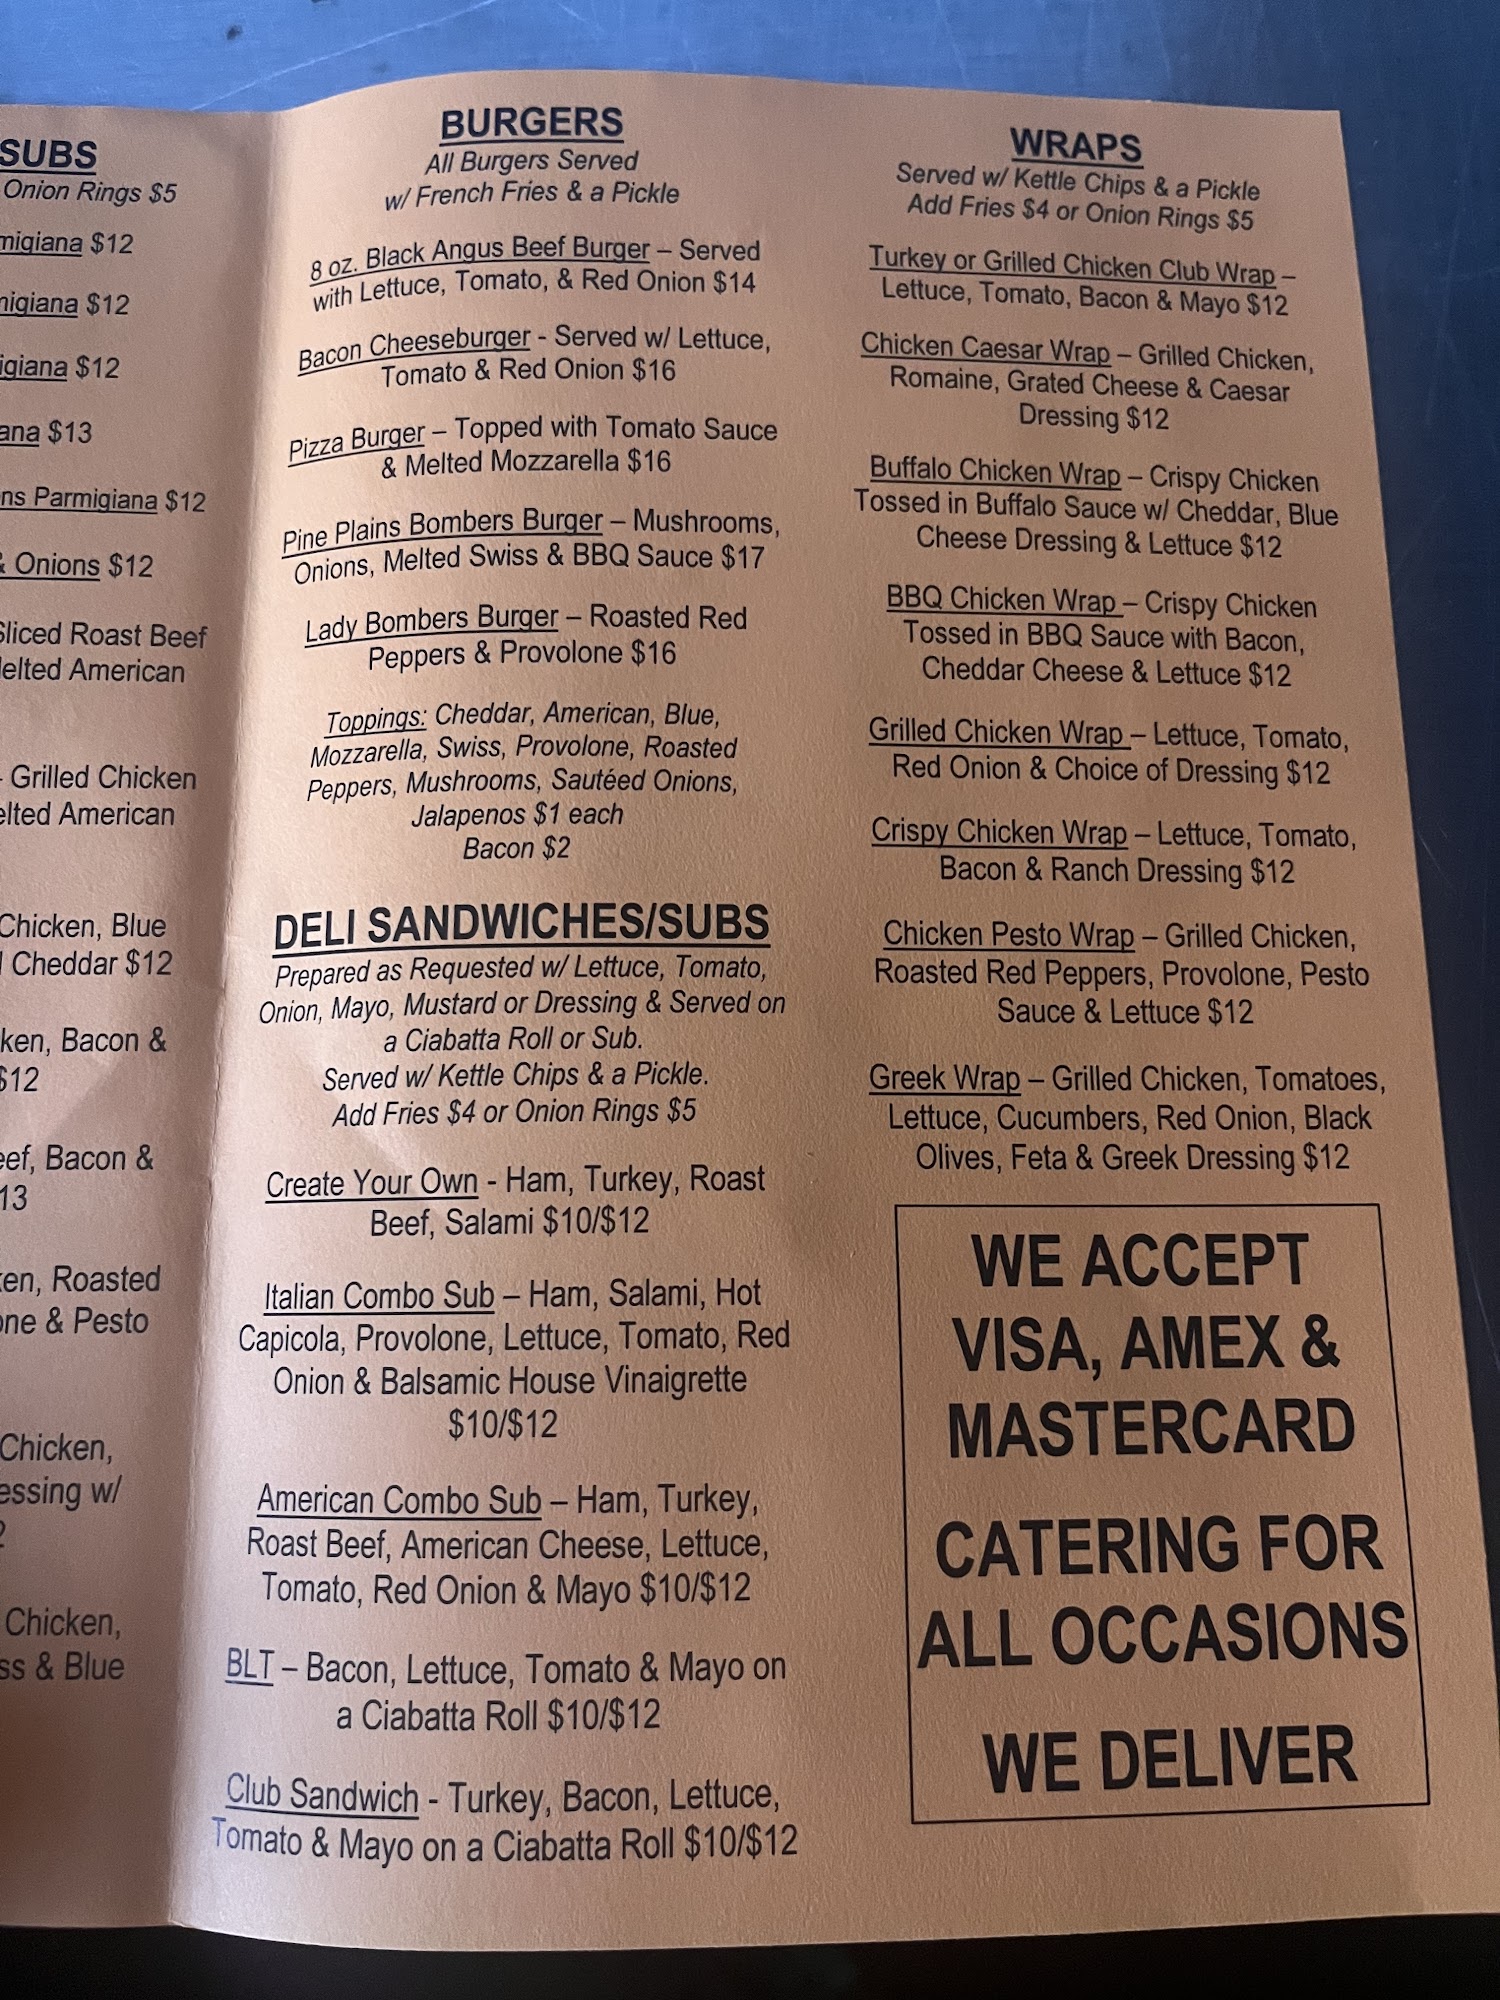 SUBS
Onion Rings $5
migiana $12
$12
$12
$13
Parmigiana $12
& Onions $12
Sliced Roast Beef
Melted American
- Grilled Chicken
Melted American
Chicken, Blue
Cheddar $12
Bacon &
$12
Bacon &
Roasted
& Pesto
Chicken,
w/
Chicken,
& Blue
BURGERS
All Burgers Served
w/ French Fries & a Pickle
8 oz. Black Angus Beef Burger – Served
with Lettuce, Tomato, & Red Onion $14
Bacon Cheeseburger - Served w/ Lettuce,
Tomato & Red Onion $16
Pizza Burger – Topped with Tomato Sauce
& Melted Mozzarella $16
Pine Plains Bombers Burger – Mushrooms,
Onions, Melted Swiss & BBQ Sauce $17
Lady Bombers Burger – Roasted Red
Peppers & Provolone $16
Toppings: Cheddar, American, Blue,
Mozzarella, Swiss, Provolone, Roasted
Peppers, Mushrooms, Sautéed Onions,
Jalapenos $1 each
Bacon $2
DELI SANDWICHES/SUBS
Prepared as Requested w/ Lettuce, Tomato,
Onion, Mayo, Mustard or Dressing & Served on
a Ciabatta Roll or Sub.
Served w/ Kettle Chips & a Pickle.
Add Fries $4 or Onion Rings $5
Create Your Own - Ham, Turkey, Roast
Beef, Salami $10/$12
Italian Combo Sub – Ham, Salami, Hot
Capicola, Provolone, Lettuce, Tomato, Red
Onion & Balsamic House Vinaigrette
$10/$12
American Combo Sub – Ham, Turkey,
Roast Beef, American Cheese, Lettuce,
Tomato, Red Onion & Mayo $10/$12
BLT – Bacon, Lettuce, Tomato & Mayo on
a Ciabatta Roll $10/$12
Club Sandwich - Turkey, Bacon, Lettuce,
Tomato & Mayo on a Ciabatta Roll $10/$12
WRAPS
Served w/ Kettle Chips & a Pickle
Add Fries $4 or Onion Rings $5
Turkey or Grilled Chicken Club Wrap –
Lettuce, Tomato, Bacon & Mayo $12
Chicken Caesar Wrap – Grilled Chicken,
Romaine, Grated Cheese & Caesar
Dressing $12
Buffalo Chicken Wrap – Crispy Chicken
Tossed in Buffalo Sauce w/ Cheddar, Blue
Cheese Dressing & Lettuce $12
BBQ Chicken Wrap – Crispy Chicken
Tossed in BBQ Sauce with Bacon,
Cheddar Cheese & Lettuce $12
Grilled Chicken Wrap – Lettuce, Tomato,
Red Onion & Choice of Dressing $12
Crispy Chicken Wrap – Lettuce, Tomato,
Bacon & Ranch Dressing $12
Chicken Pesto Wrap – Grilled Chicken,
Roasted Red Peppers, Provolone, Pesto
Sauce & Lettuce $12
Greek Wrap – Grilled Chicken, Tomatoes,
Lettuce, Cucumbers, Red Onion, Black
Olives, Feta & Greek Dressing $12
WE ACCEPT
VISA, AMEX &
MASTERCARD
CATERING FOR
ALL OCCASIONS
WE DELIVER